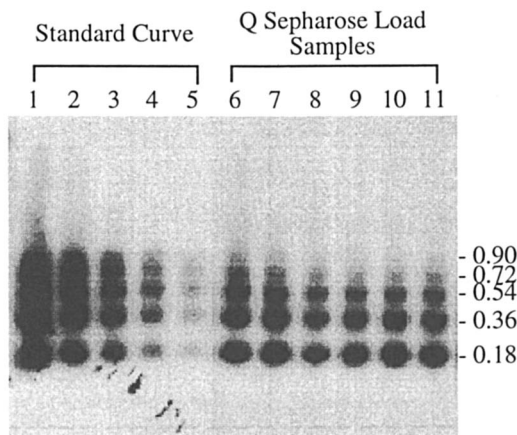 Standard Curve
Q Sepharose Load
Samples
1 2 3 4 5 6 7 8 9 10 11
- 0.90
- 0.72
- 0.54
- 0.36
- 0.18